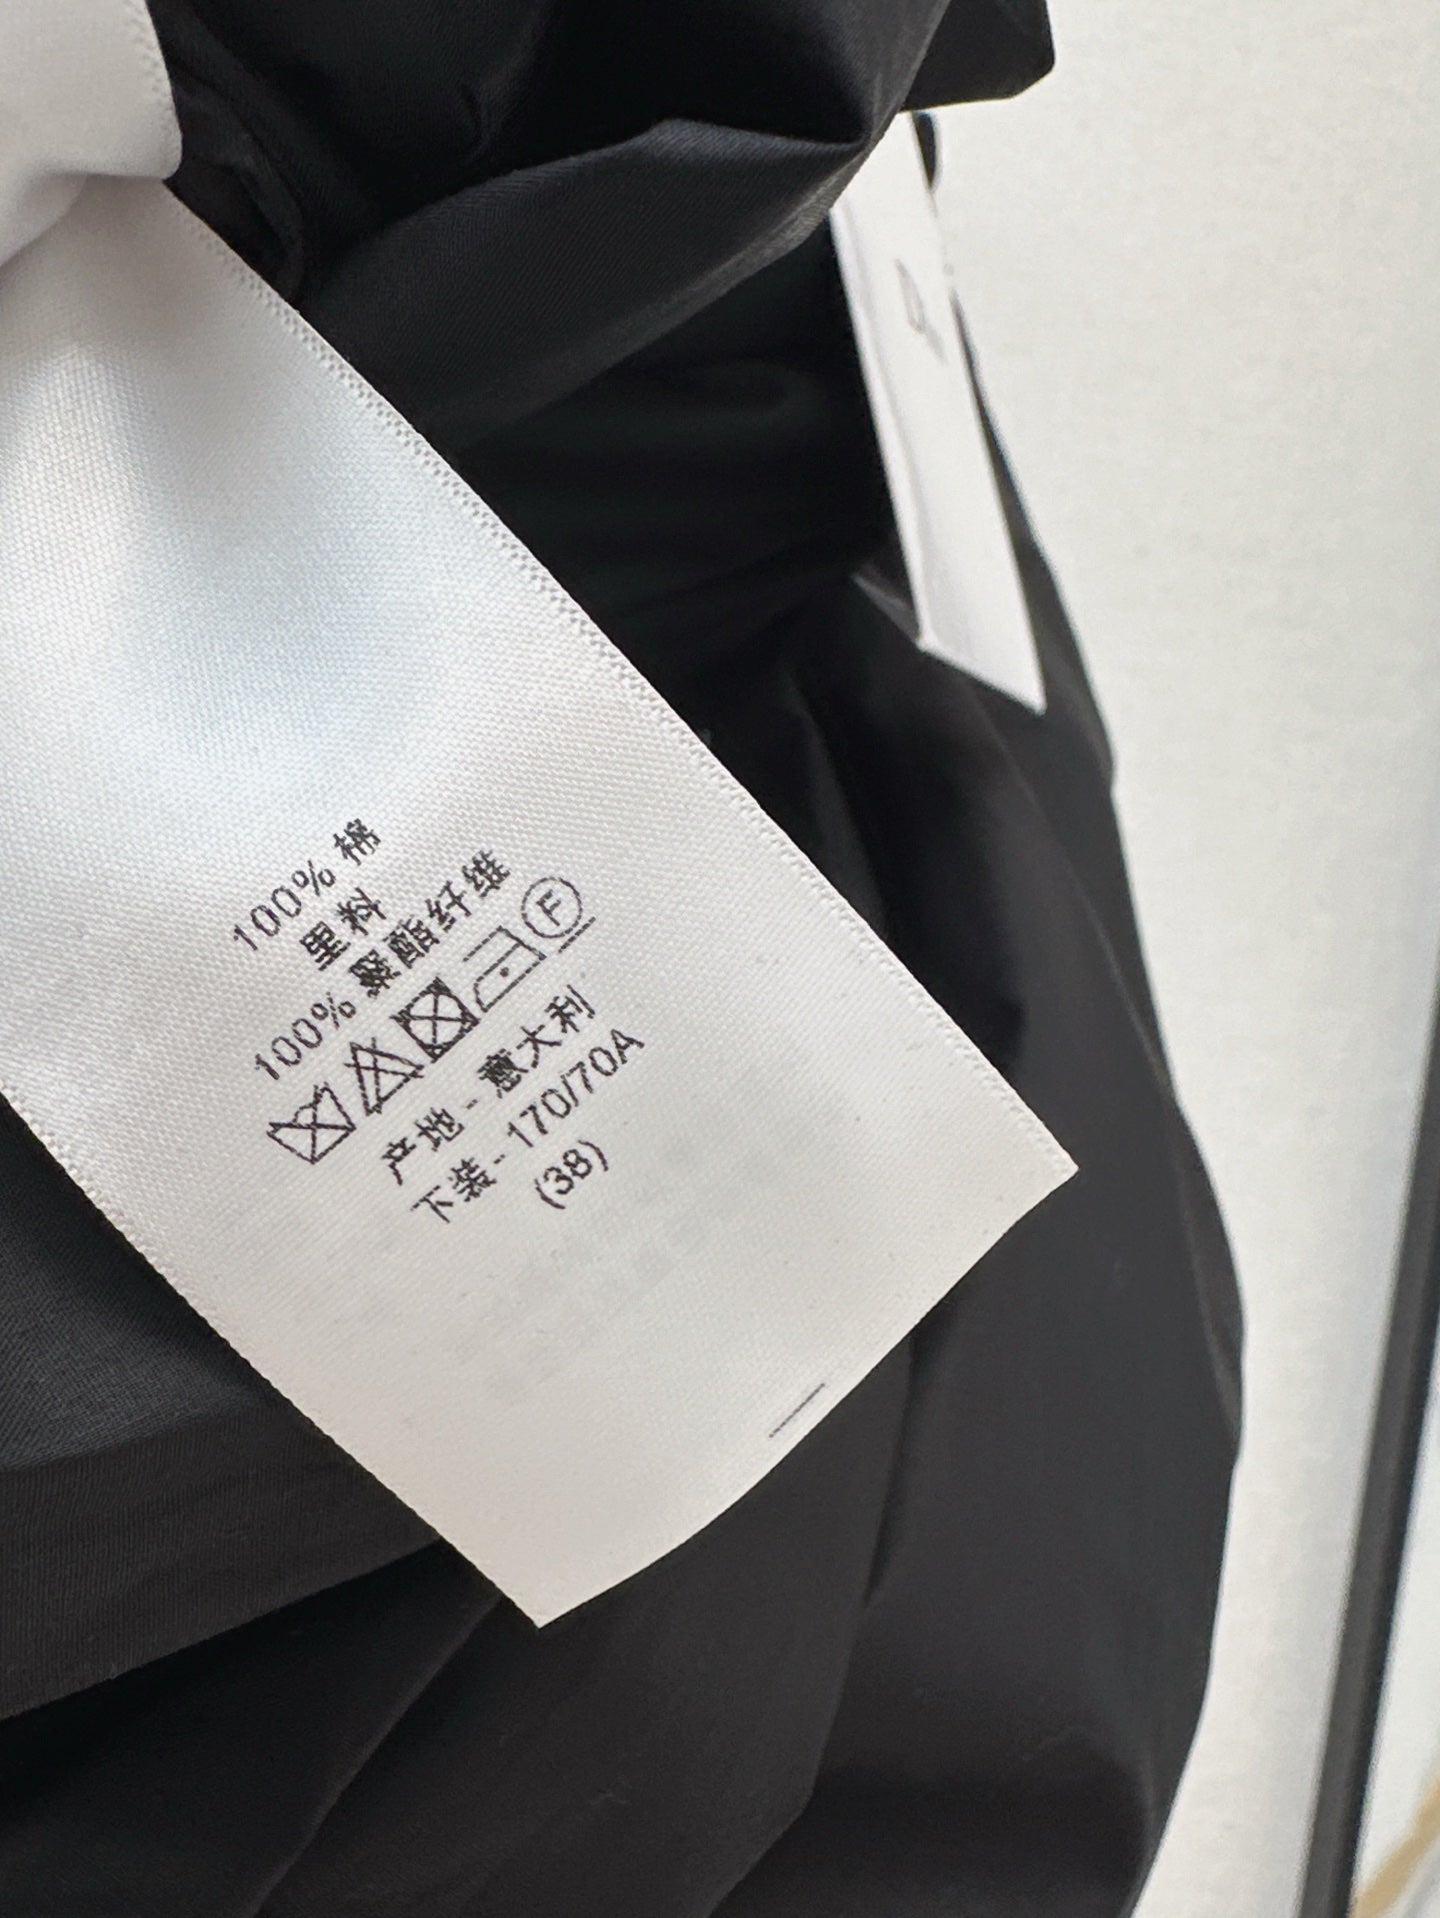 100% 棉
里料
100% 聚酯纤维
F
产地 - 意大利
下装- 170/70A
(38)